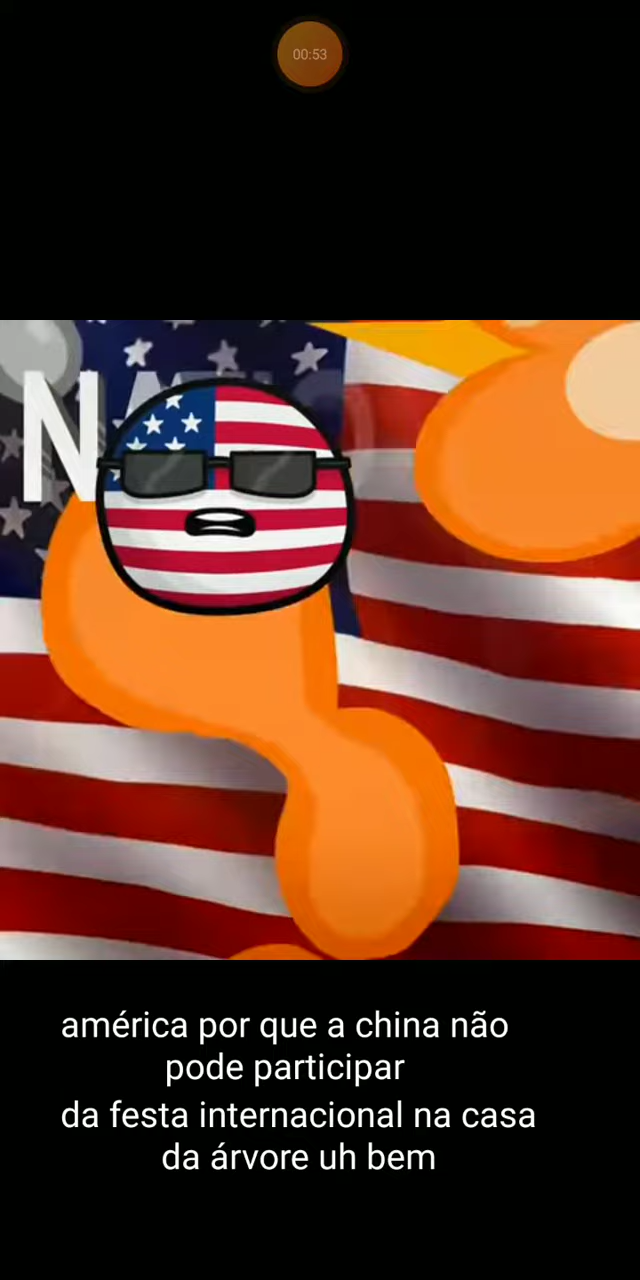 00:53
N
américa por que a china não
pode participar
da festa internacional na casa
da árvore uh bem